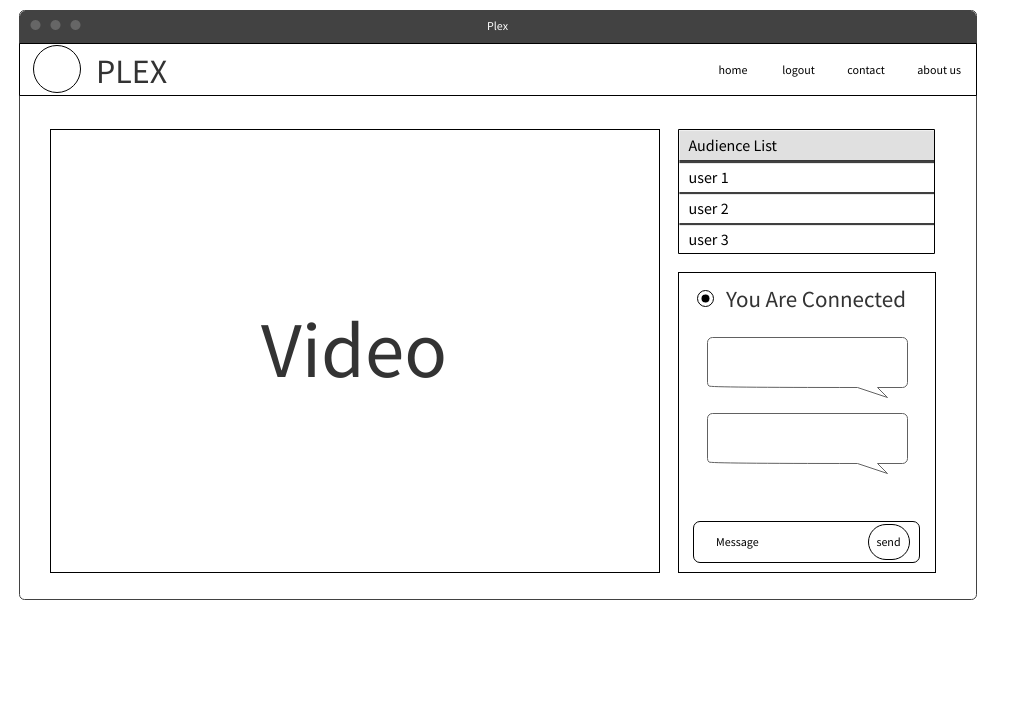 Plex
PLEX
home logout contact about us
Video
Audience List
user 1
user 2
user 3
You Are Connected
Message send